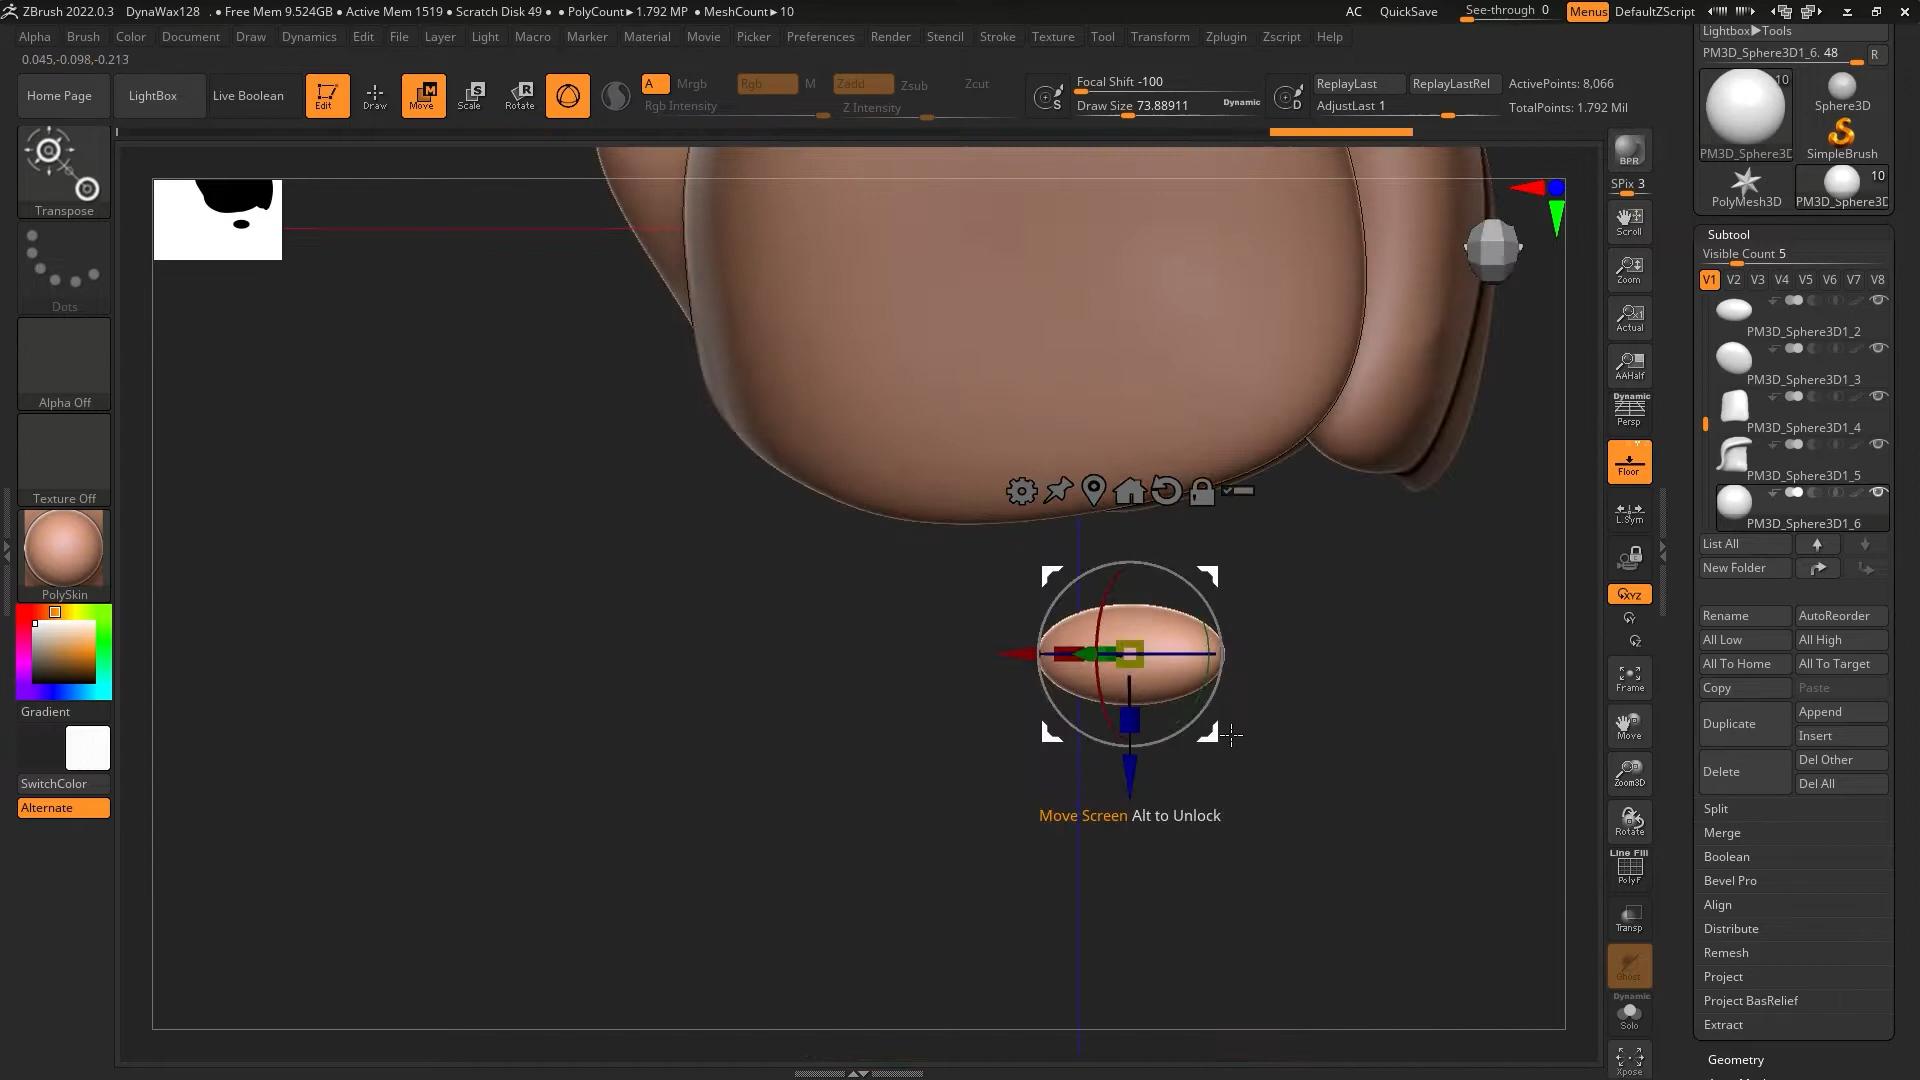 ZBrush 2022.0.3 DynaWax128 . ● Free Mem 9.524GB ● Active Mem 1519 ● Scratch Disk 49 ● PolyCount►1.792 MP ● MeshCount►10
AC QuickSave See-through 0 Menus DefaultZScript
Alpha Brush Color Document Draw Dynamics Edit File Layer Light Macro Marker Material Movie Picker Preferences Render Stencil Stroke Texture Tool Transform Zplugin Zscript Help
0.045,-0.098,-0.213
Home Page LightBox Live Boolean Edit Draw Move Scale Rotate
A Mrgb Rgb M Zadd Zsub Zcut
Rgb Intensity Z Intensity
Focal Shift -100
Draw Size 73.88911 Dynamic
ReplayLast ReplayLastRel ActivePoints: 8,066
AdjustLast 1 TotalPoints: 1.792 Mil
Transpose
Dots
Alpha Off
Texture Off
PolySkin
Gradient
SwitchColor
Alternate
Move Screen Alt to Unlock
BPR
SPix 3
Scroll
Zoom
Actual
AAHalf
Dynamic
Persp
Floor
L.Sym
XYZ
Frame
Move
Zoom3D
Rotate
Line Fill
PolyF
Transp
Ghost
Dynamic
Solo
Xpose
Lightbox►Tools
PM3D_Sphere3D1_6. 48 R
10
PM3D_Sphere3D
Sphere3D
SimpleBrush
PolyMesh3D
10
PM3D_Sphere3D
Subtool
Visible Count 5
V1 V2 V3 V4 V5 V6 V7 V8
PM3D_Sphere3D1_2
PM3D_Sphere3D1_3
PM3D_Sphere3D1_4
PM3D_Sphere3D1_5
PM3D_Sphere3D1_6
List All
New Folder
Rename AutoReorder
All Low All High
All To Home All To Target
Copy Paste
Duplicate Append
Insert
Delete Del Other
Del All
Split
Merge
Boolean
Bevel Pro
Align
Distribute
Remesh
Project
Project BasRelief
Extract
Geometry